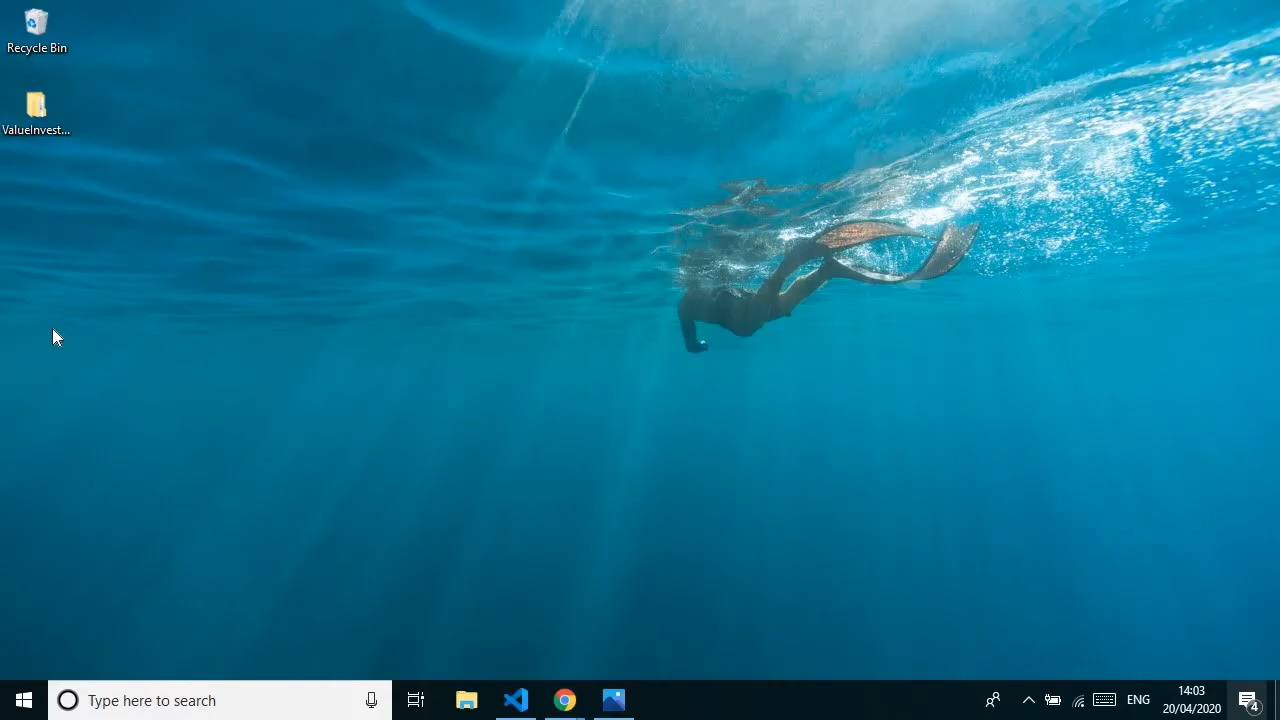 Recycle Bin
ValueInvest...
Type here to search
ENG
14:03
20/04/2020
4